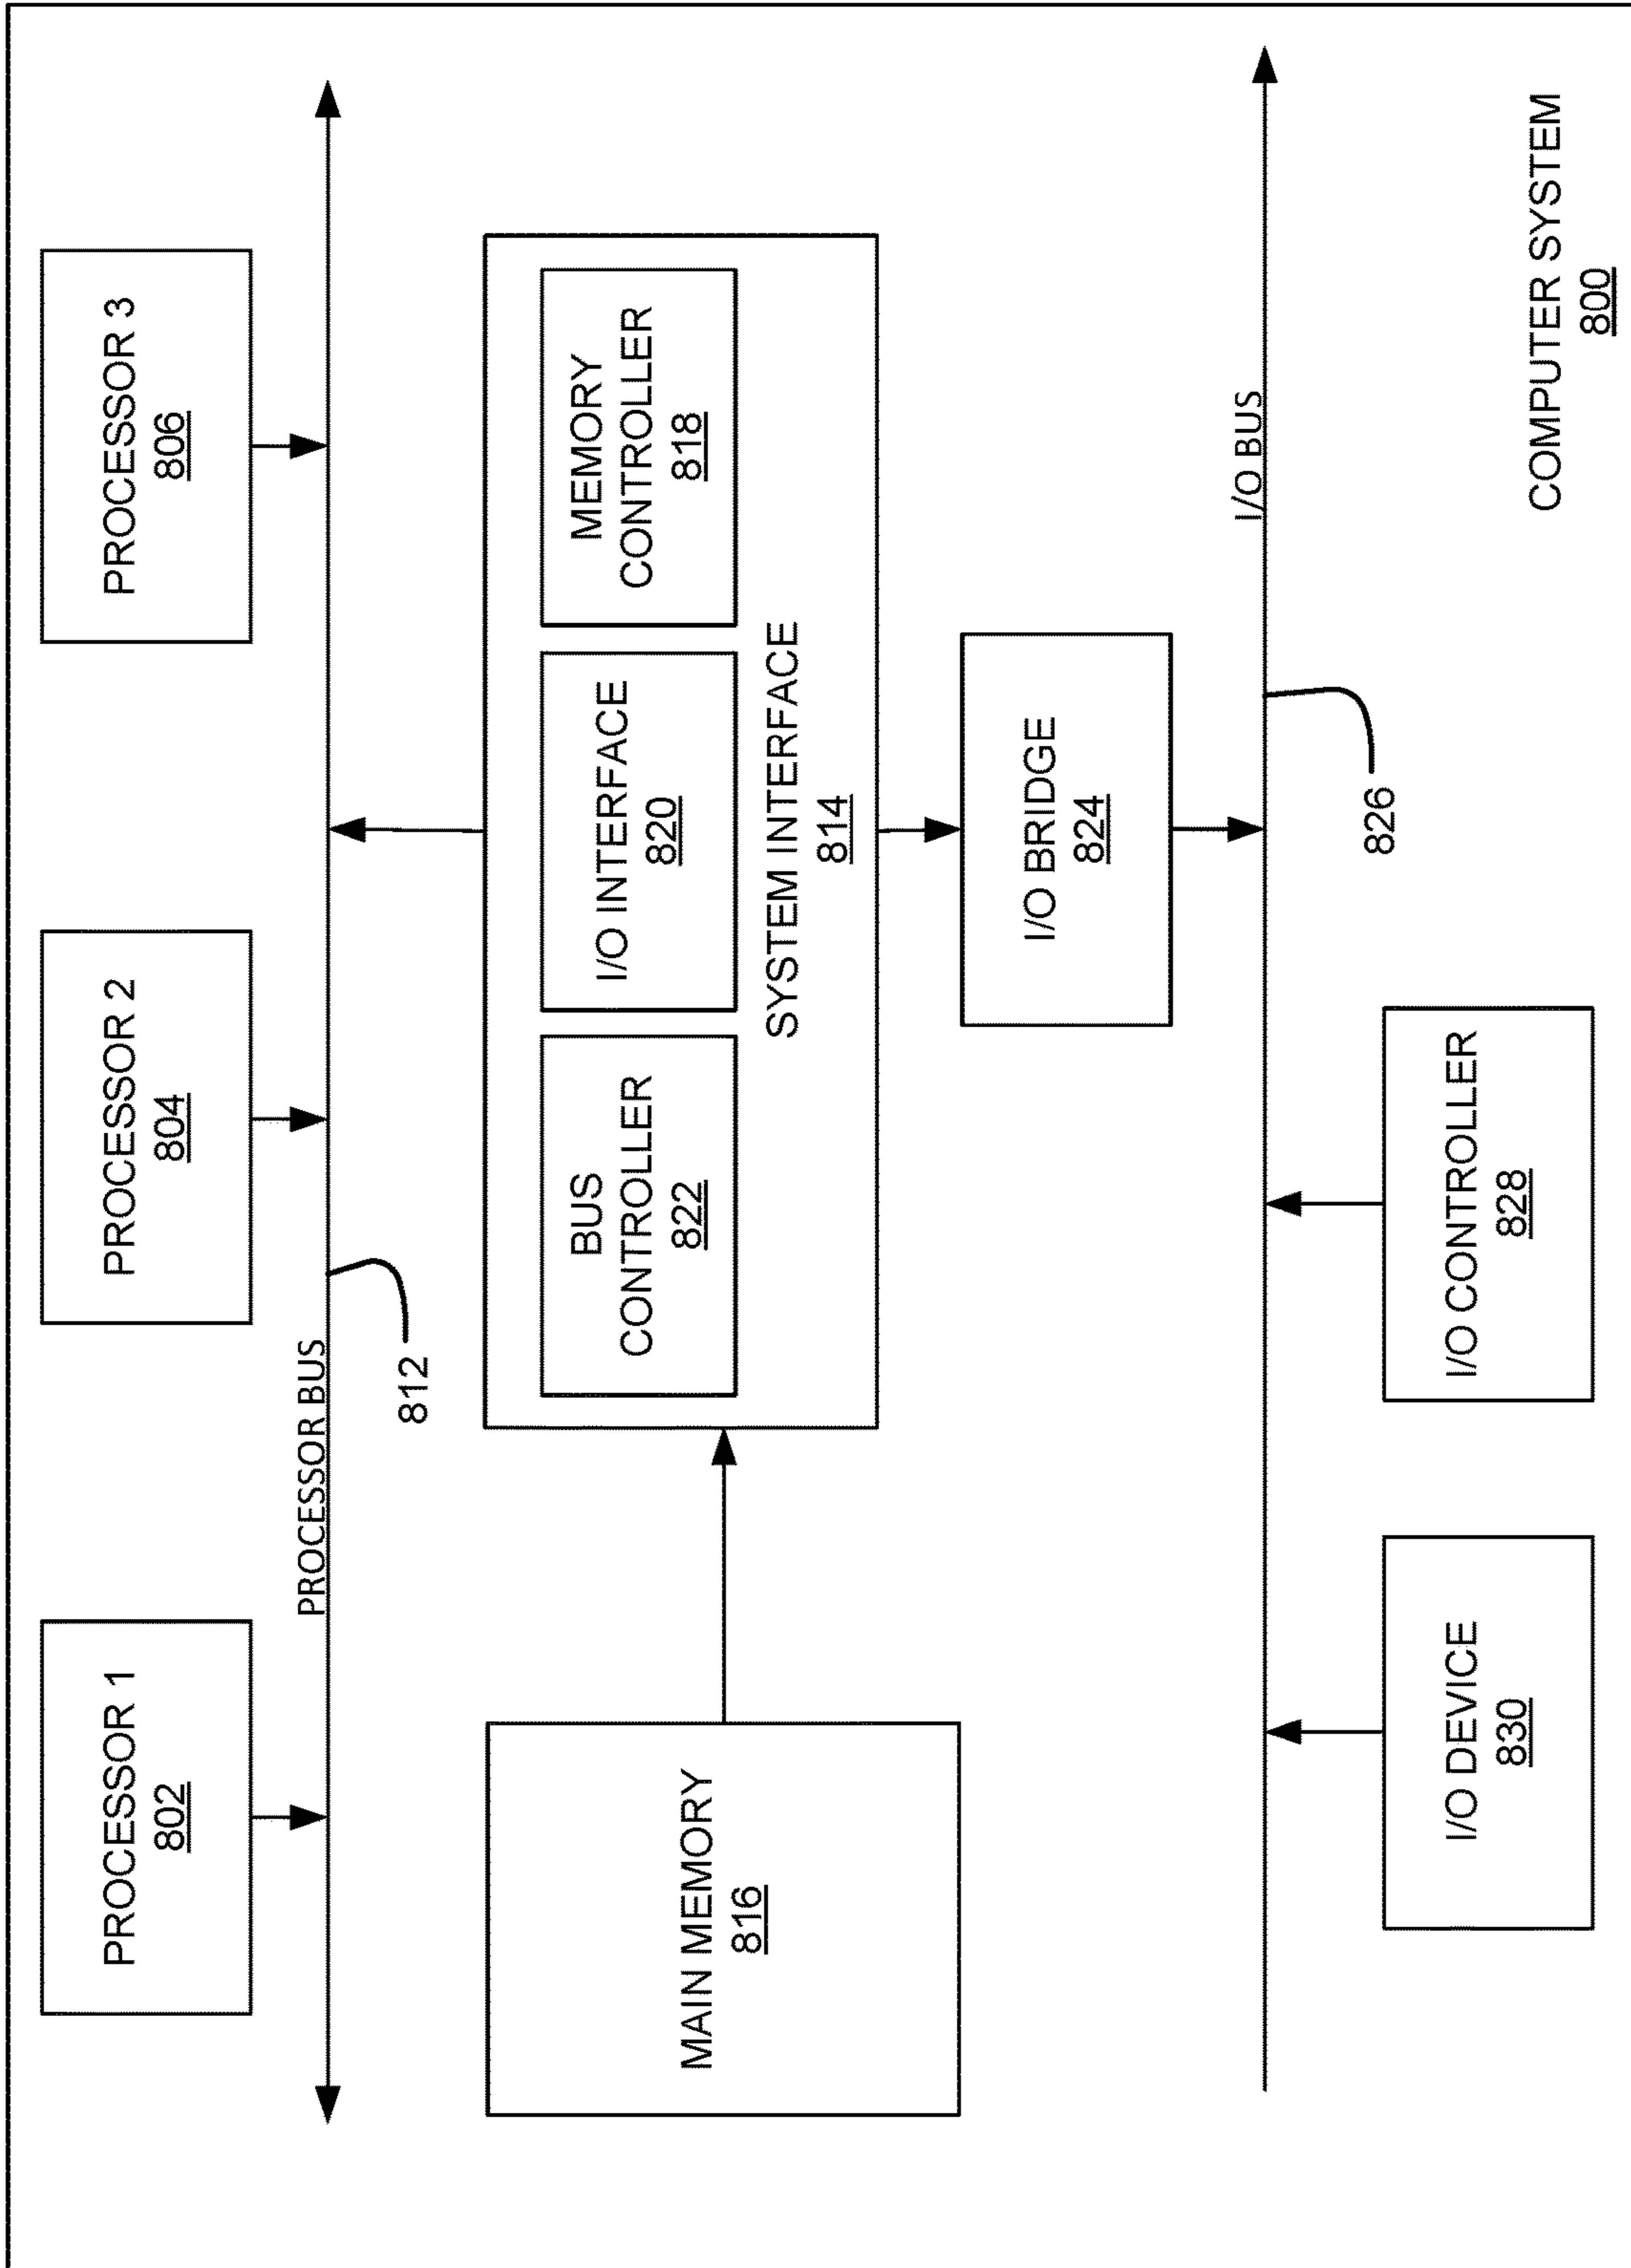 PROCESSOR 1
802
PROCESSOR 2
804
PROCESSOR 3
806
PROCESSOR BUS
812
MAIN MEMORY
816
BUS
CONTROLLER
822
I/O INTERFACE
820
MEMORY
CONTROLLER
818
SYSTEM INTERFACE
814
I/O BRIDGE
824
I/O BUS
826
I/O DEVICE
830
I/O CONTROLLER
828
COMPUTER SYSTEM
800